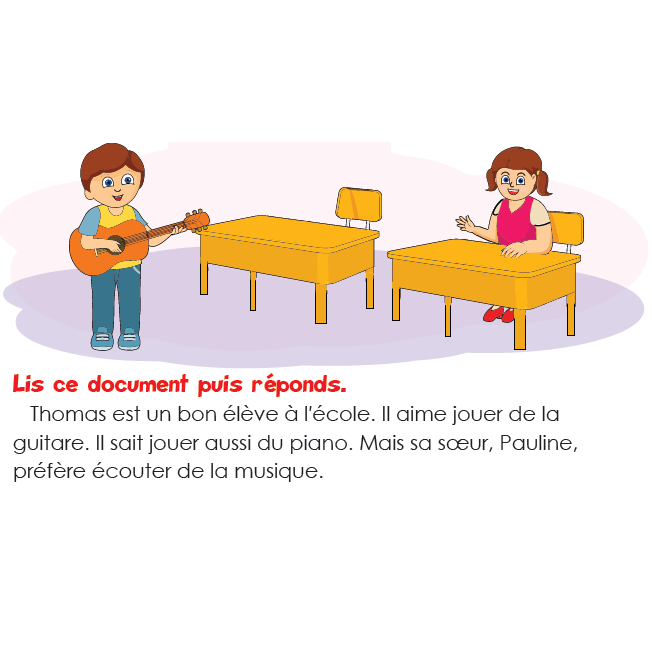 Lis ce document puis réponds.
Thomas est un bon élève à l'école. Il aime jouer de la
guitare. Il sait jouer aussi du piano. Mais sa sœur, Pauline,
préfère écouter de la musique.